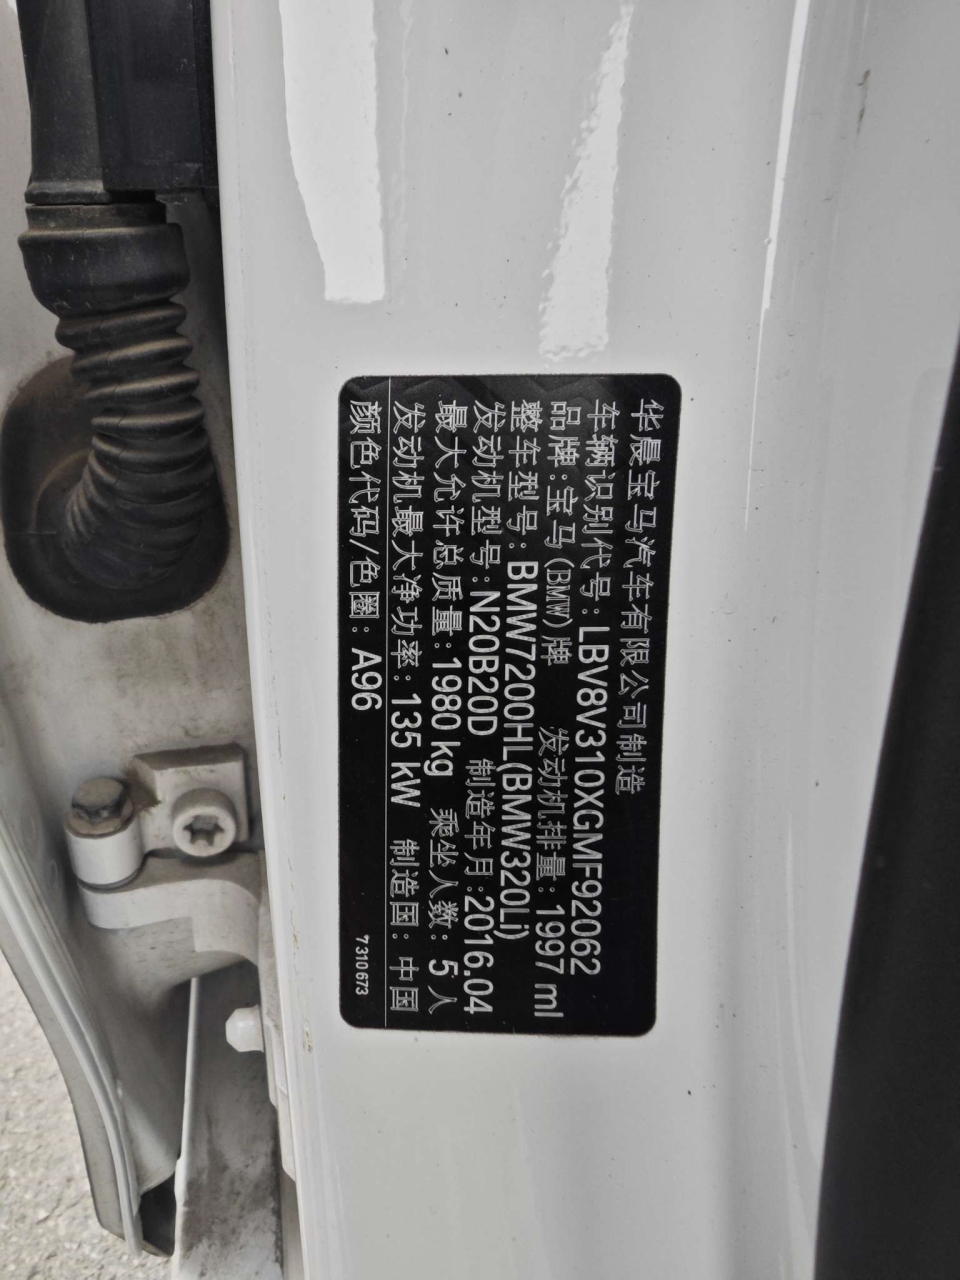 华晨宝马汽车有限公司制造
车辆识别代号: LBV8V310XGMF92062
品牌:宝马(BMW)牌 发动机排量: 1997 ml
整车型号: BMW7200HL(BMW320Li)
发动机型号:N20B20D 制造年月:2016.04
最大允许总质量:1980 kg 乘坐人数: 5 人
发动机最大净功率: 135 kW 制造国: 中国
颜色代码/色圈: A96
7 310 673